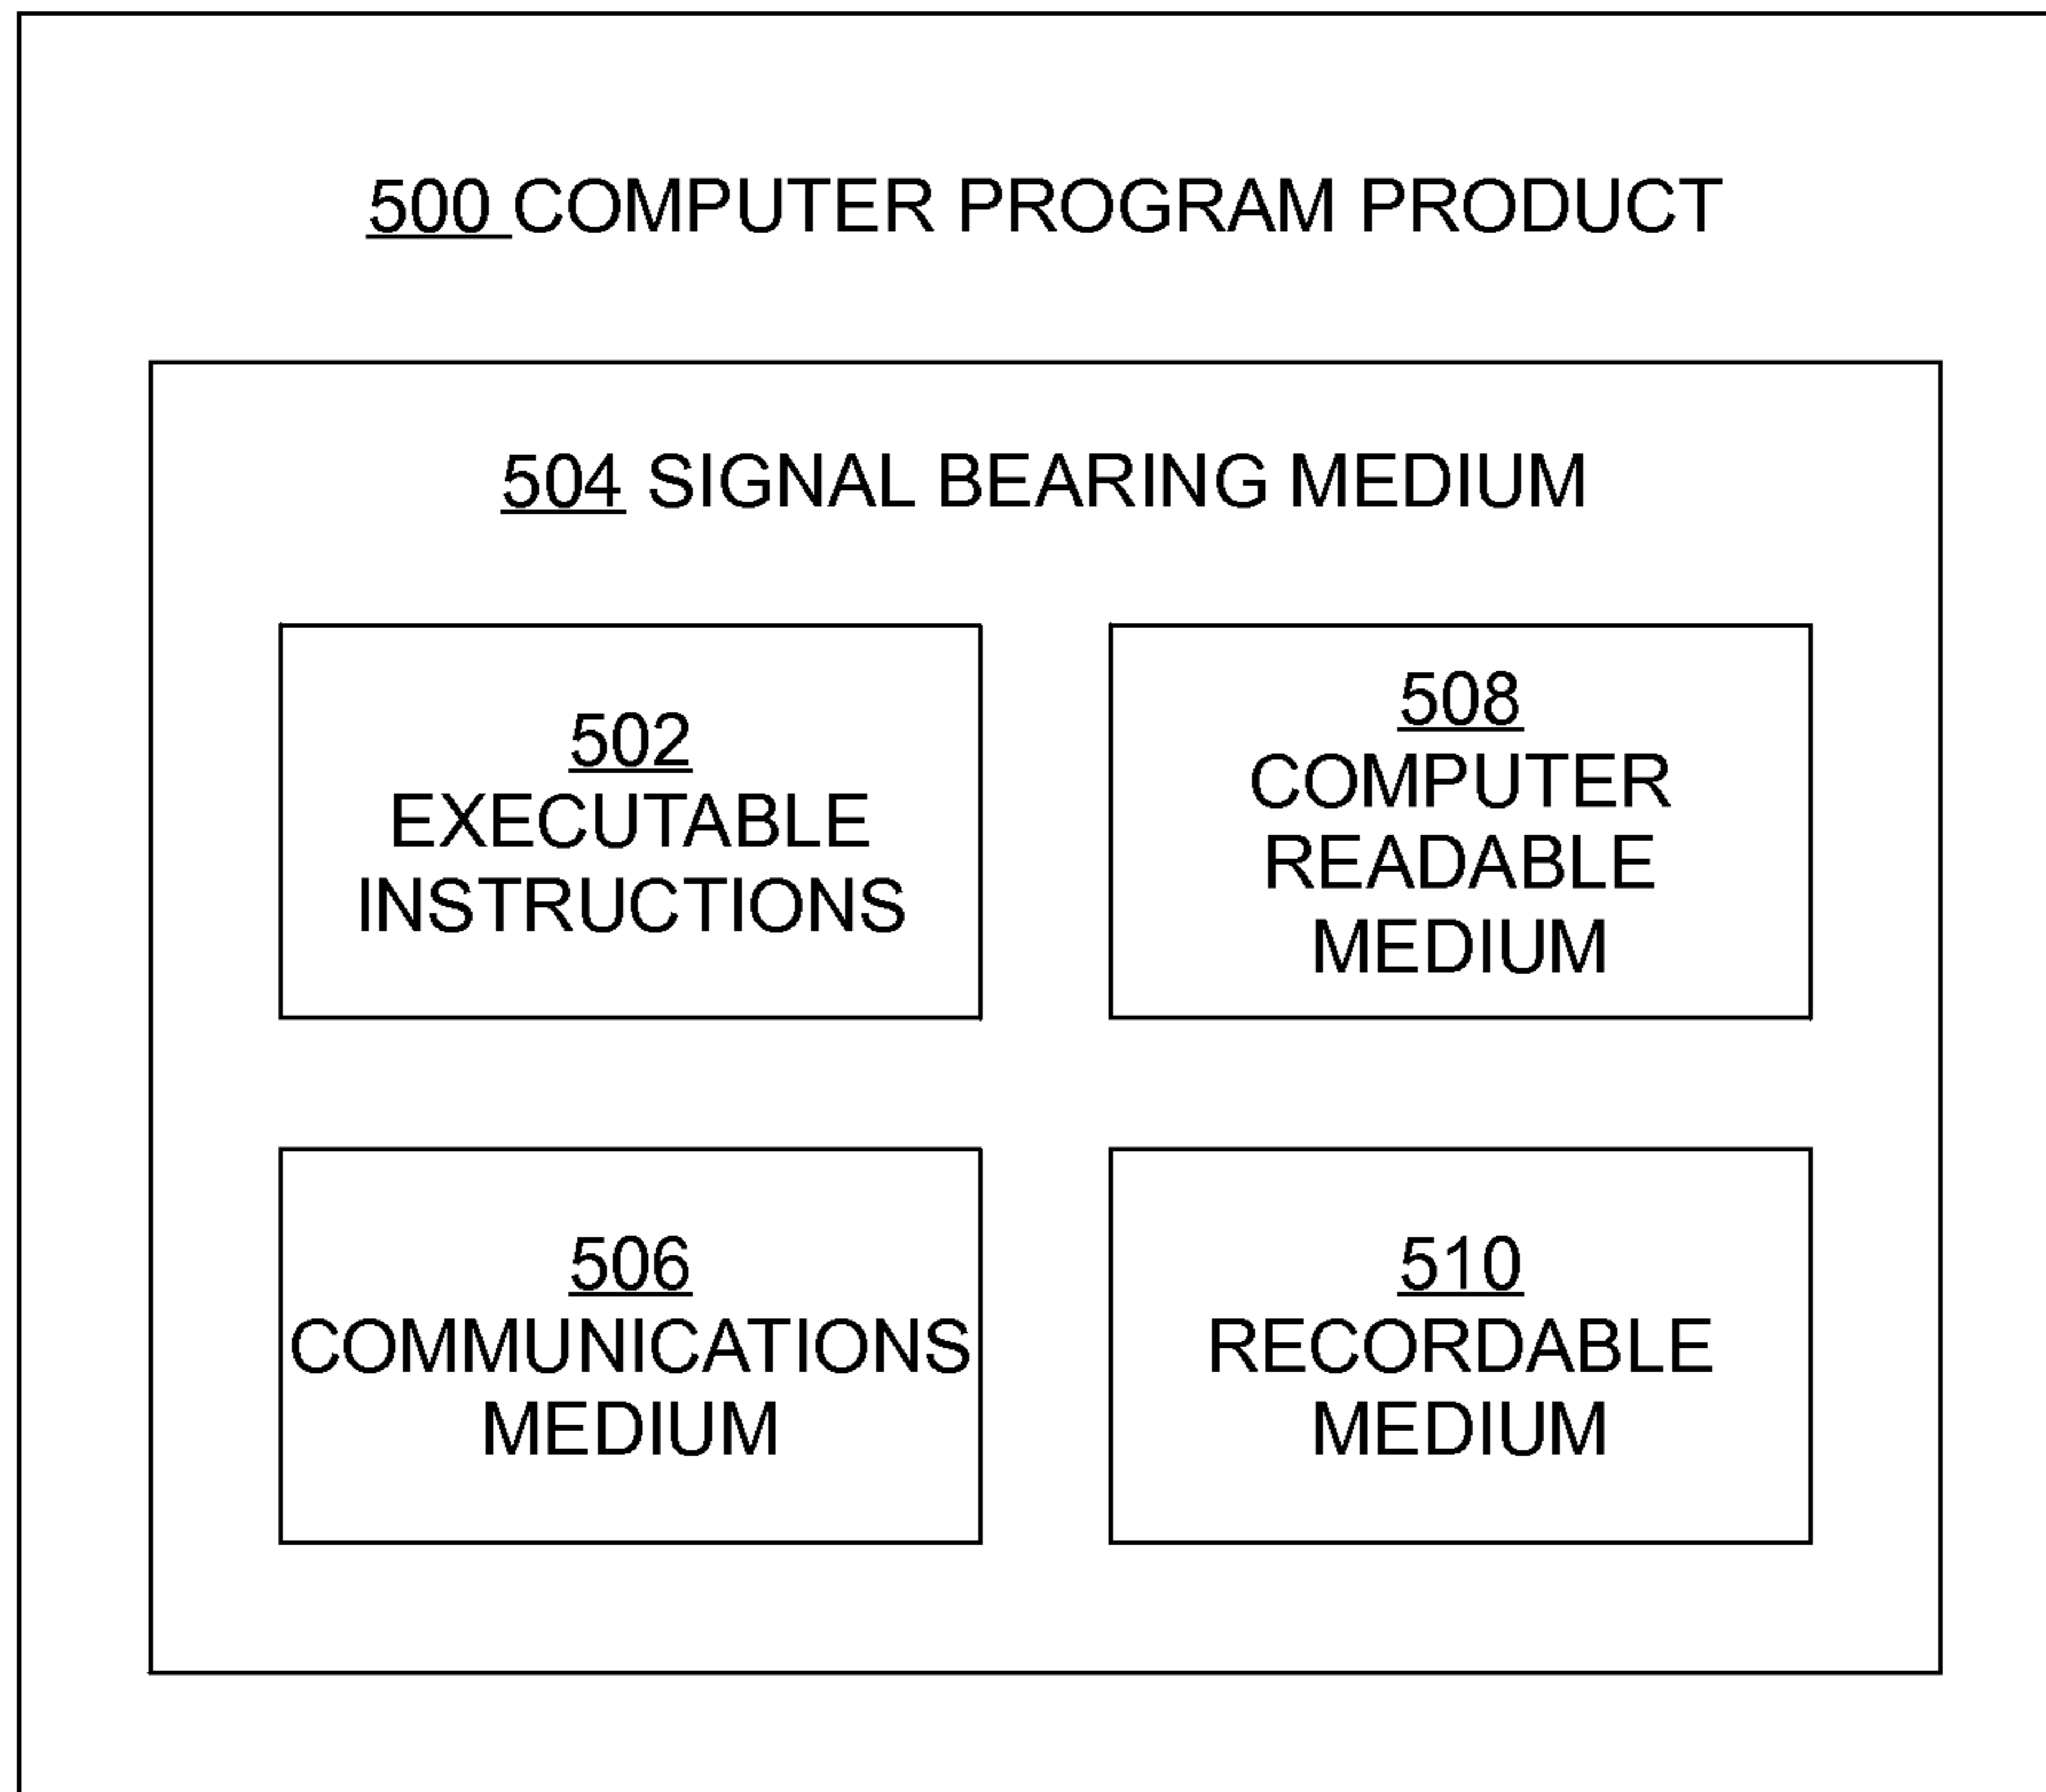 500 COMPUTER PROGRAM PRODUCT
504 SIGNAL BEARING MEDIUM
502
EXECUTABLE
INSTRUCTIONS
508
COMPUTER
READABLE
MEDIUM
506
COMMUNICATIONS
MEDIUM
510
RECORDABLE
MEDIUM